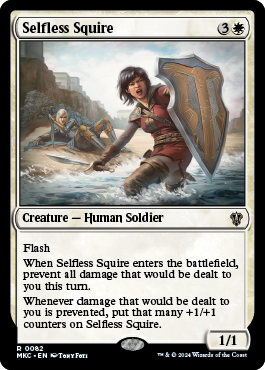 Selfless Squire 3
Creature — Human Soldier
Flash
When Selfless Squire enters the battlefield,
prevent all damage that would be dealt to
you this turn.
Whenever damage that would be dealt to
you is prevented, put that many +1/+1
counters on Selfless Squire.
1/1
R 0082
MKC • EN Tony Foti
™ & © 2024 Wizards of the Coast